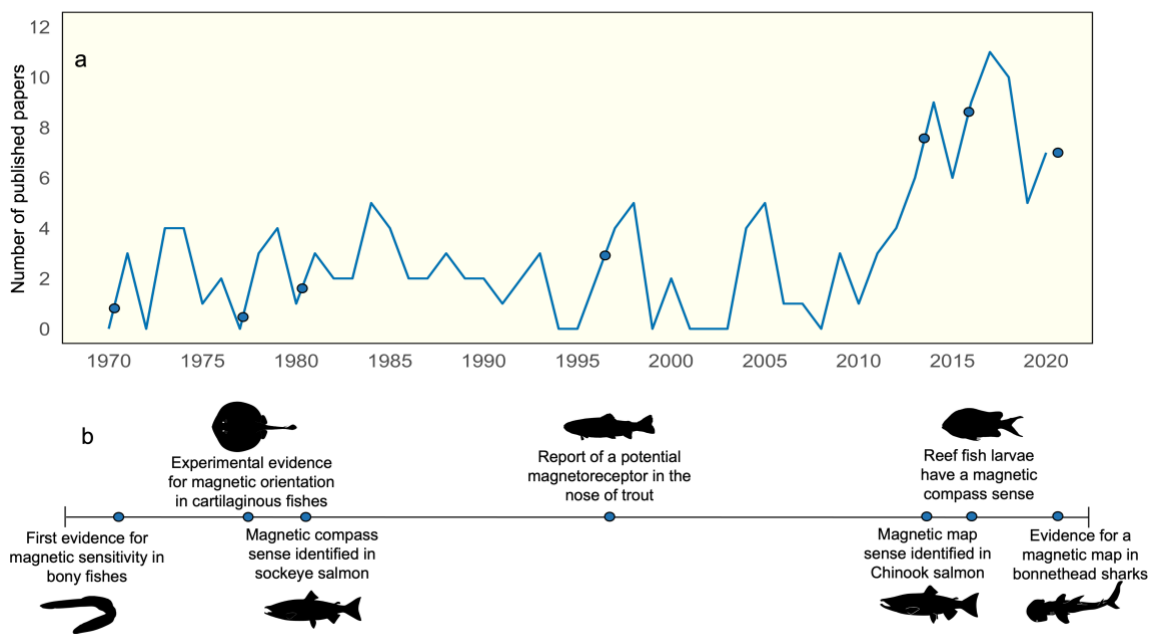 12
a
10
8
6
4
2
0
Number of published papers
1970 1975 1980 1985 1990 1995 2000 2005 2010 2015 2020
b
Experimental evidence
for magnetic orientation
in cartilaginous fishes
Report of a potential
magnetoreceptor in the
nose of trout
Reef fish larvae
have a magnetic
compass sense
First evidence for
magnetic sensitivity in
bony fishes
Magnetic compass
sense identified in
sockeye salmon
Magnetic map
sense identified in
Chinook salmon
Evidence for a
magnetic map in
bonnethead sharks